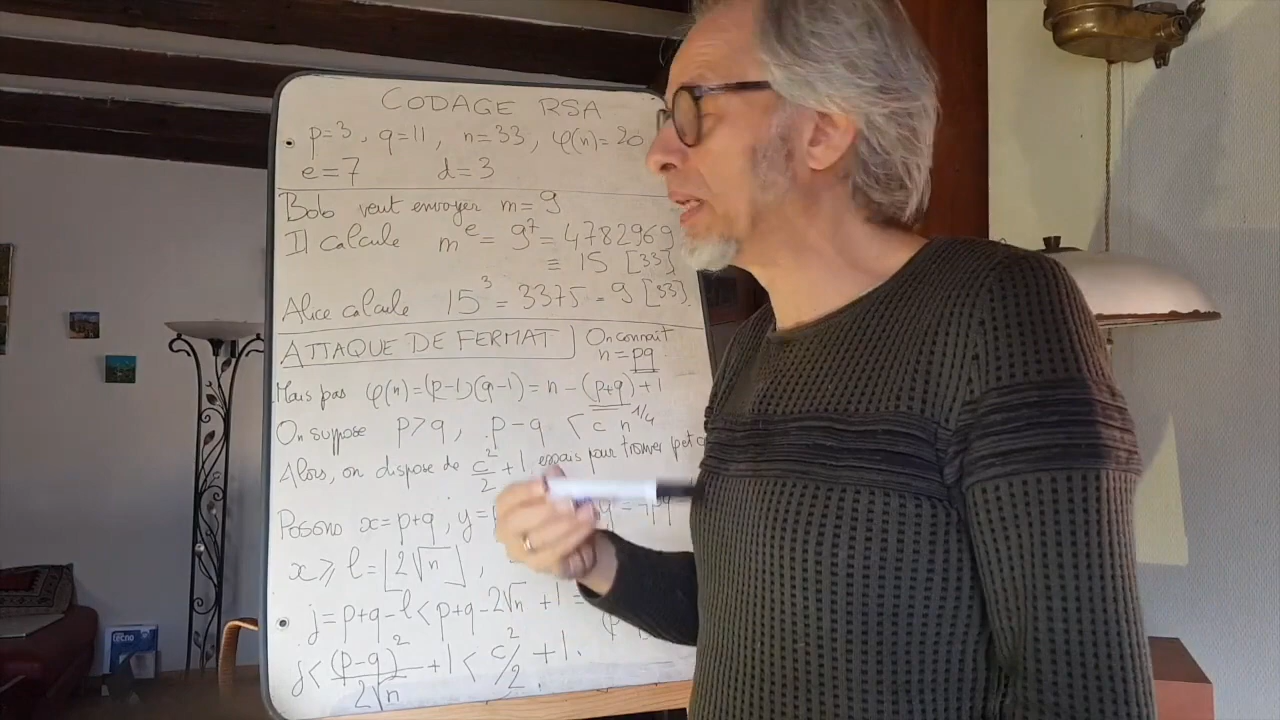 CODAGE RSA
p=3, q=11, n=33, φ(n)=20
e=7 d=3
Bob veut envoyer m=9
Il calcule m^e = 9^7 = 4782969
≡ 15 [33]
Alice calcule 15^3 = 3375 = 9 [33].
ATTAQUE DE FERMAT On connait
n=pq
Mais pas φ(n)=(p-1)(q-1) = n-(p+q)+1
On suppose p>q, p-q < c n^1/4
Alors, on dispose de c^2/2 + 1 essais pour trouver p et
Posons x=p+q, y=
x ≥ l = ⌊2√n⌋,
j = p+q-l < p+q-2√n + 1 =
j < (p-q)^2/2√n + 1 < c^2/2 + 1.
tecno